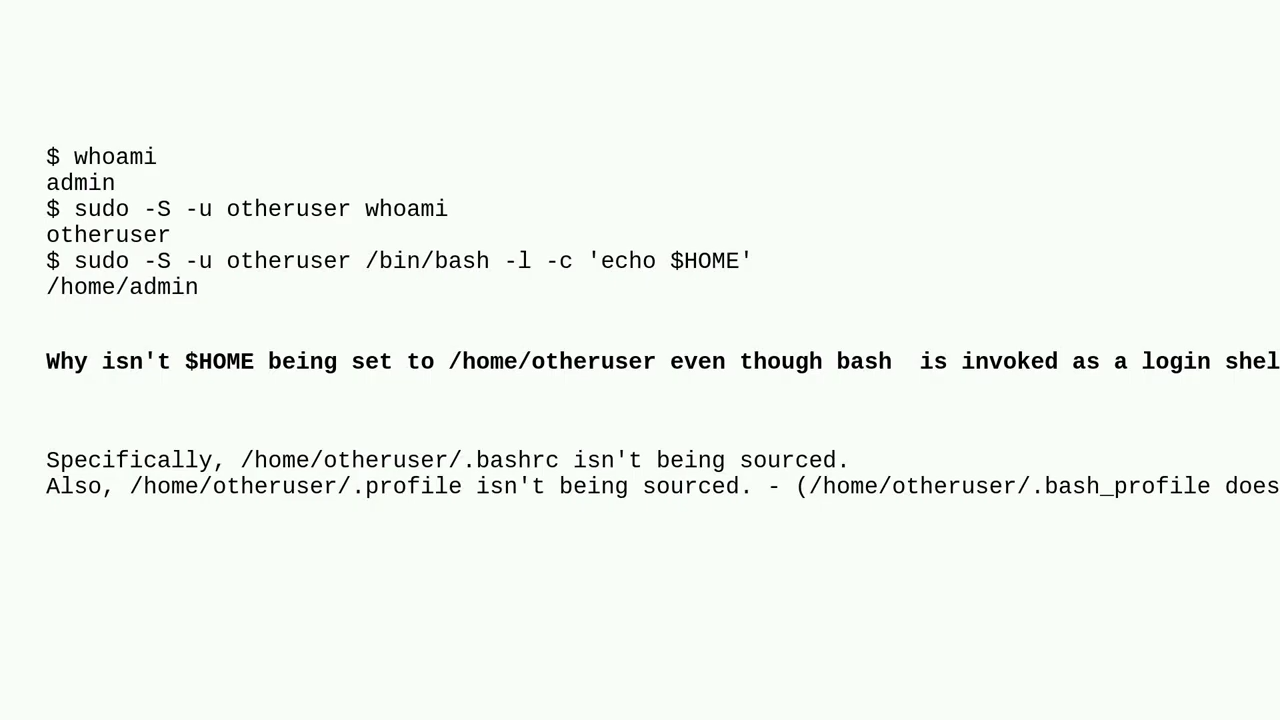 $ whoami
admin
$ sudo -S -u otheruser whoami
otheruser
$ sudo -S -u otheruser /bin/bash -l -c 'echo $HOME'
/home/admin
Why isn't $HOME being set to /home/otheruser even though bash  is invoked as a login shel
Specifically, /home/otheruser/.bashrc isn't being sourced.
Also, /home/otheruser/.profile isn't being sourced. - (/home/otheruser/.bash_profile does